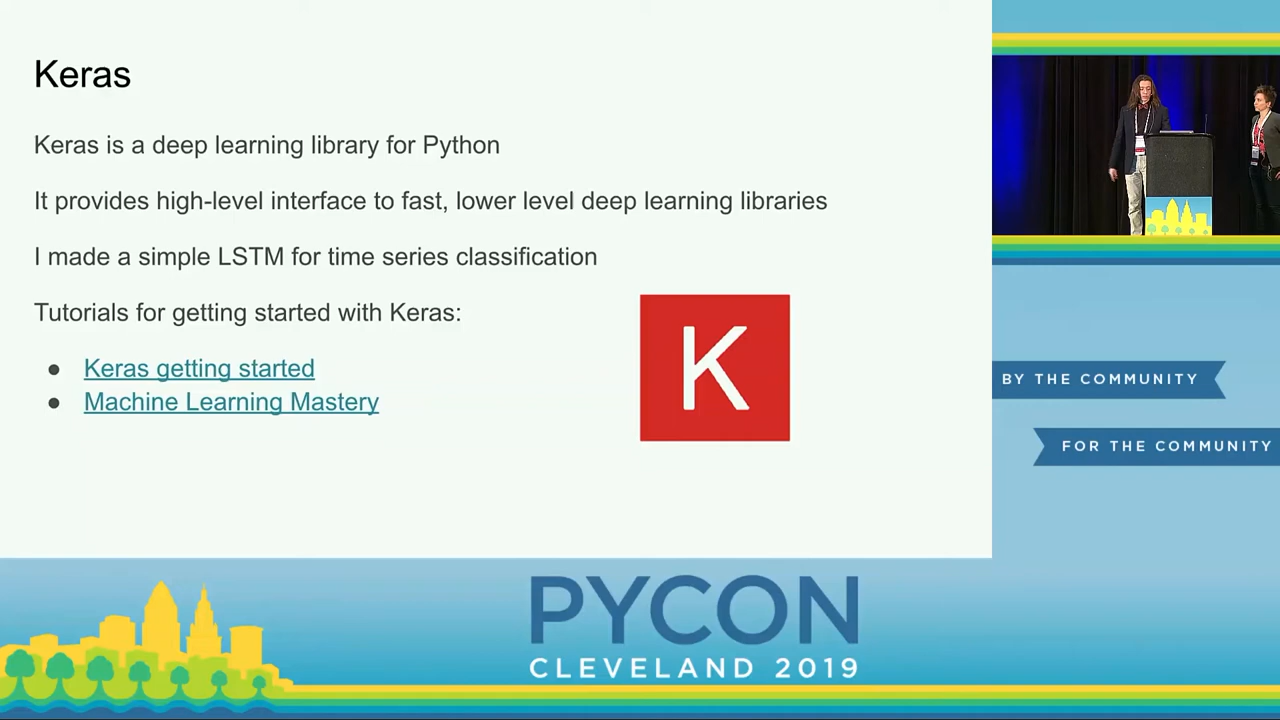 Keras
Keras is a deep learning library for Python
It provides high-level interface to fast, lower level deep learning libraries
I made a simple LSTM for time series classification
Tutorials for getting started with Keras:
● Keras getting started
● Machine Learning Mastery
K
BY THE COMMUNITY
FOR THE COMMUNITY
PYCON
CLEVELAND 2019